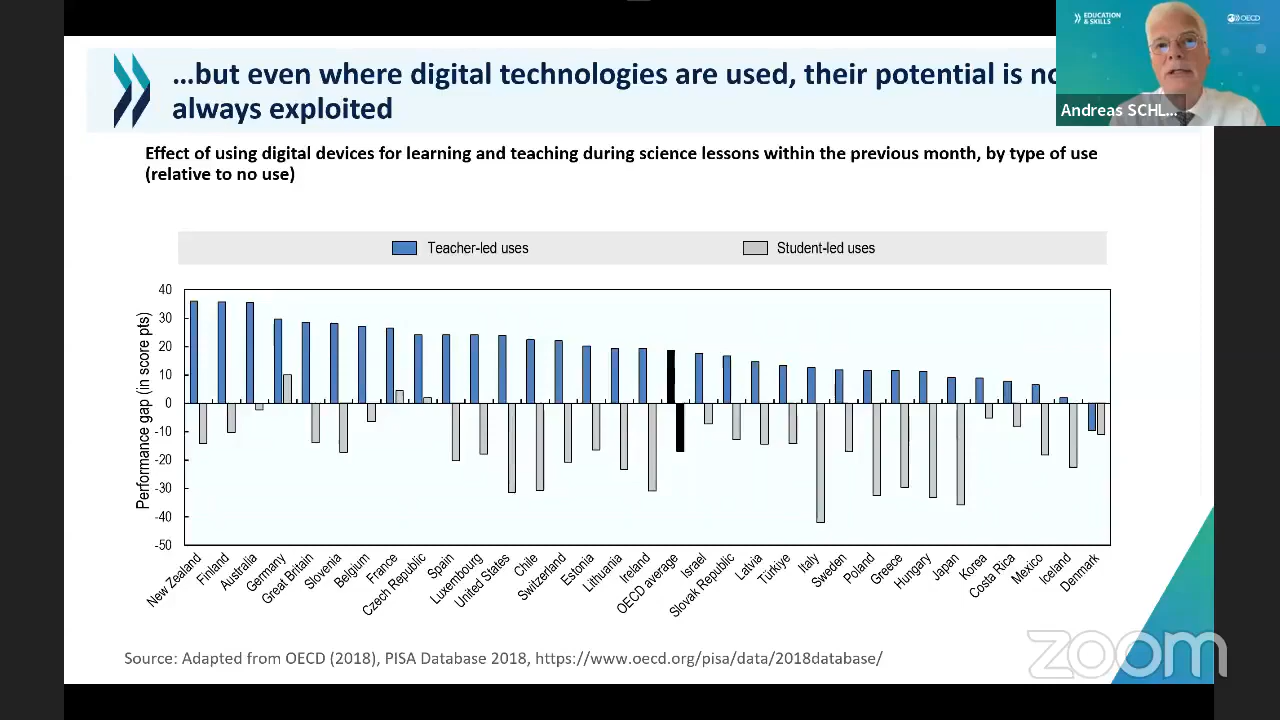 EDUCATION
& SKILLS
OECD
Andreas SCHL...
...but even where digital technologies are used, their potential is no
always exploited
Effect of using digital devices for learning and teaching during science lessons within the previous month, by type of use
(relative to no use)
Teacher-led uses
Student-led uses
Performance gap (in score pts)
40
30
20
10
0
-10
-20
-30
-40
-50
New Zealand
Finland
Australia
Germany
Great Britain
Slovenia
Belgium
France
Czech Republic
Spain
Luxembourg
United States
Chile
Switzerland
Estonia
Lithuania
Ireland
OECD average
Israel
Slovak Republic
Latvia
Türkiye
Italy
Sweden
Poland
Greece
Hungary
Japan
Korea
Costa Rica
Mexico
Iceland
Denmark
Source: Adapted from OECD (2018), PISA Database 2018, https://www.oecd.org/pisa/data/2018database/
zoom